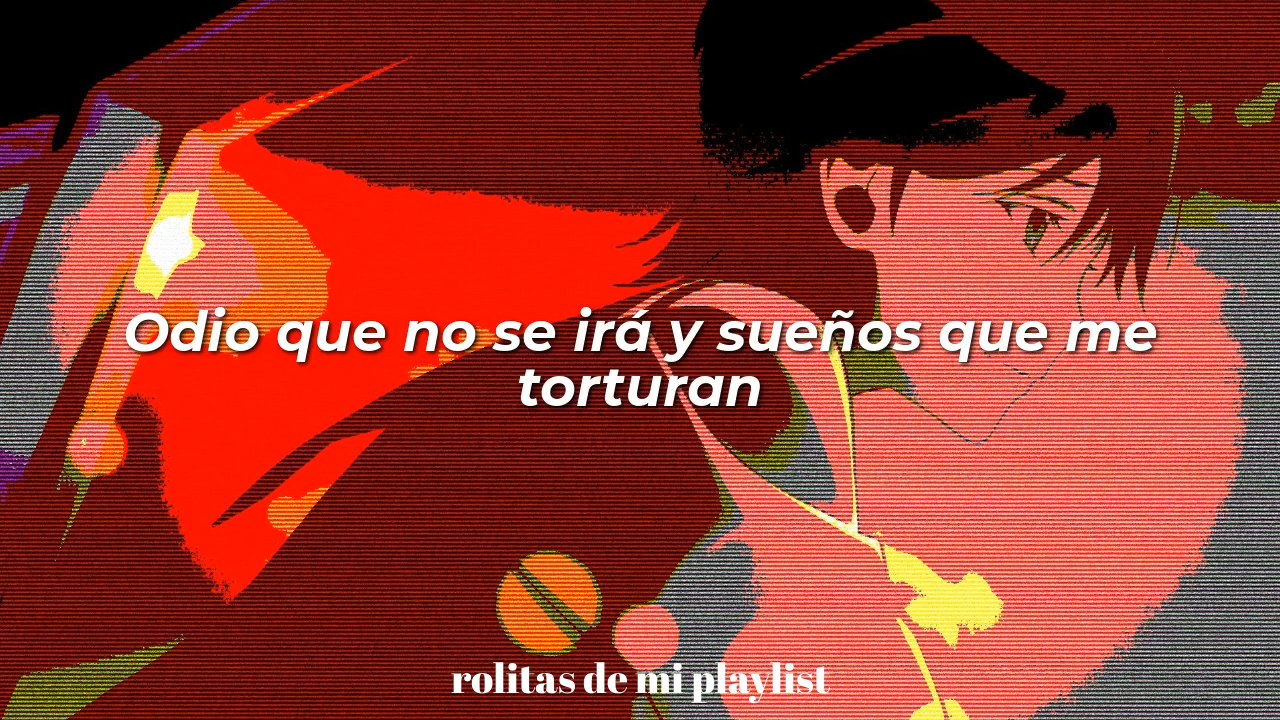 Odio que no se irá y sueños que me
torturan
rolitas de mi playlist